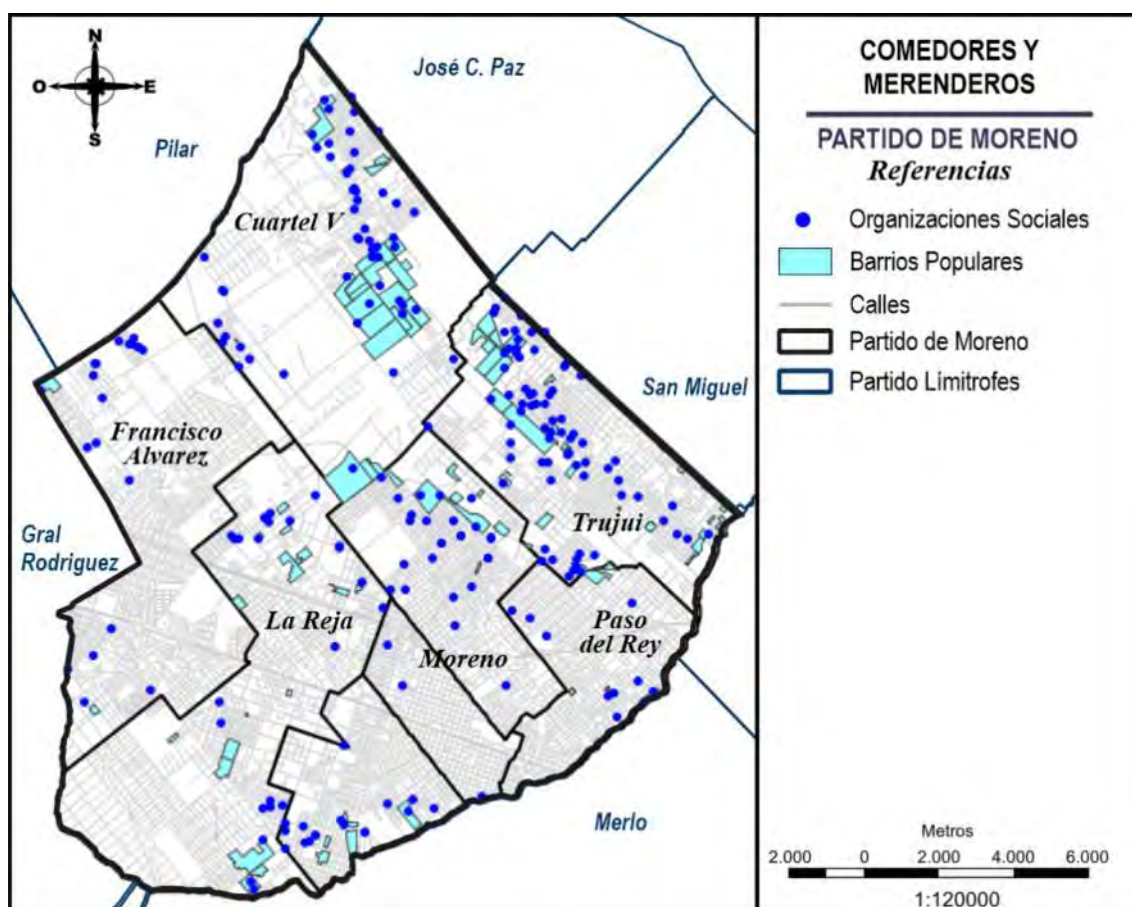 N
O
E
S
José C. Paz
Pilar
Cuartel V
San Miguel
Francisco
Alvarez
Gral
Rodriguez
Trujui
La Reja
Paso
del Rey
Moreno
Merlo
COMEDORES Y
MERENDEROS
PARTIDO DE MORENO
Referencias
Organizaciones Sociales
Barrios Populares
Calles
Partido de Moreno
Partido Límitrofes
Metros
2.000 0 2.000 4.000 6.000
1:120000